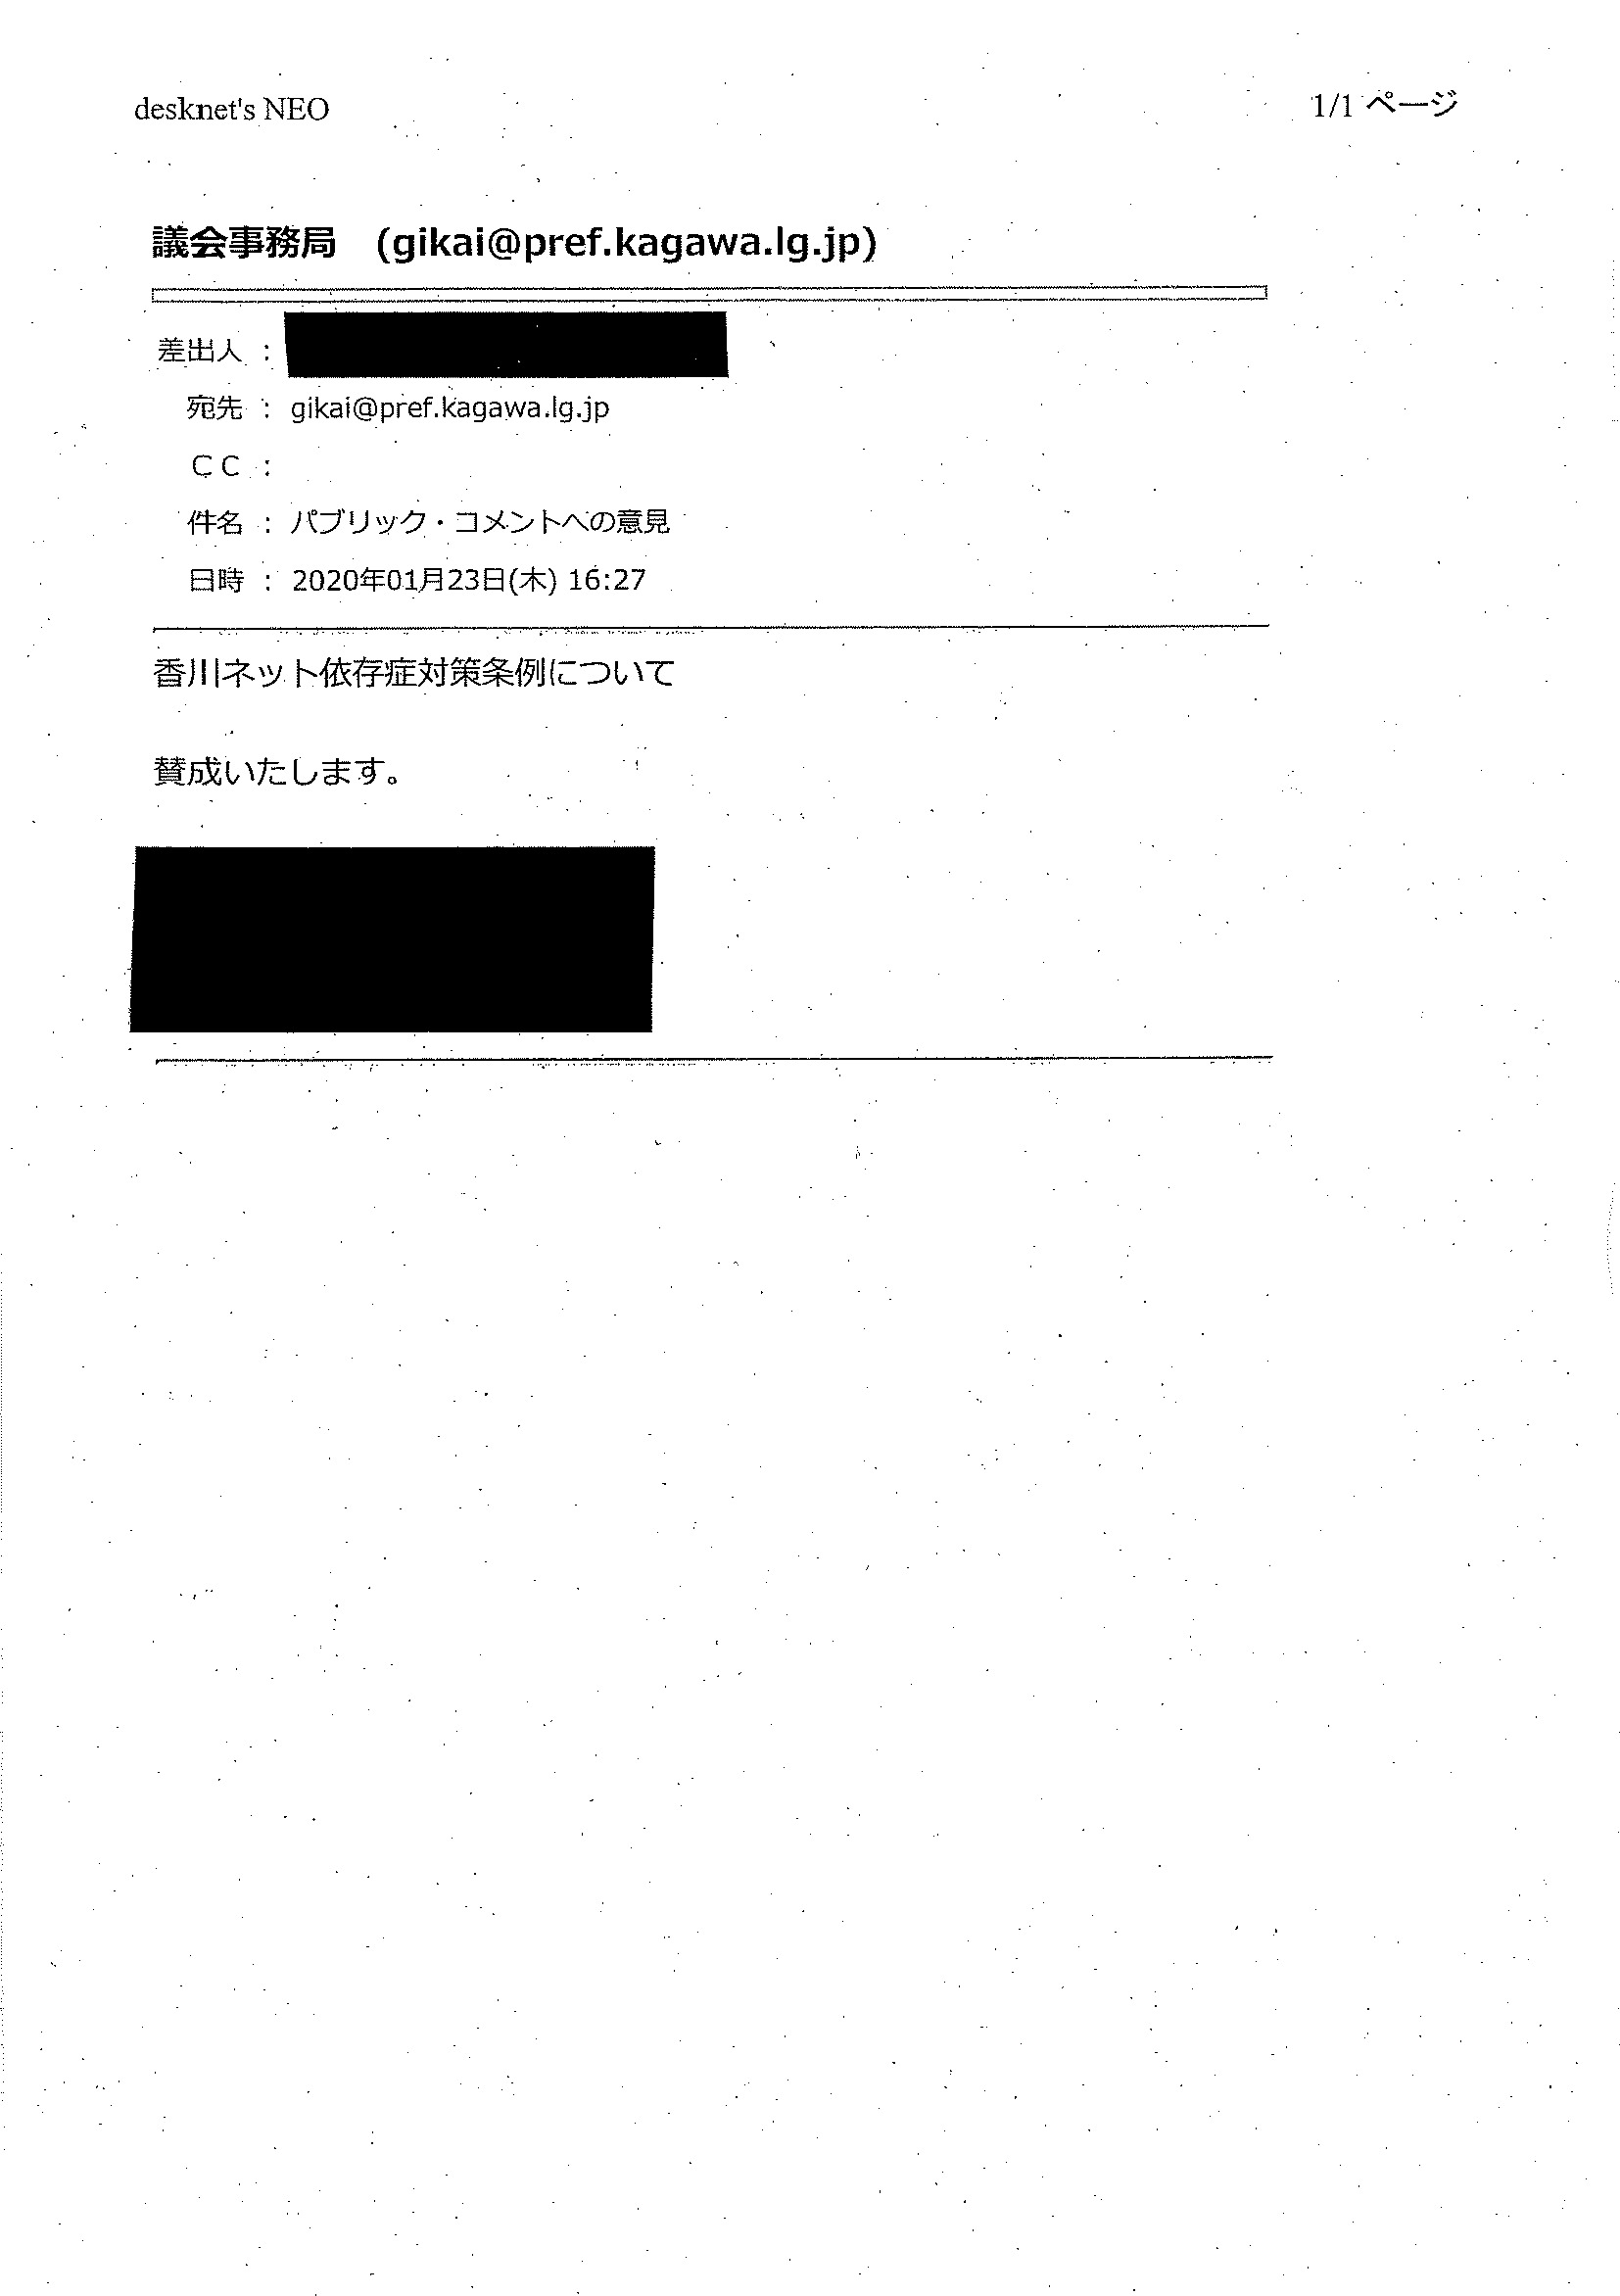 desknet's NEO
1/1 ページ
議会事務局　(gikai@pref.kagawa.lg.jp)
差出人 :
宛先 : gikai@pref.kagawa.lg.jp
ＣＣ :
件名 : パブリック・コメントへの意見
日時 : 2020年01月23日(木) 16:27
香川ネット依存症対策条例について
賛成いたします。